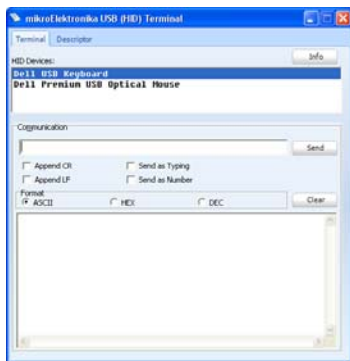 mikroElektronika USB (HID) Terminal
Terminal Descriptor
Info
HID Devices:
Dell USB Keyboard
Dell Premium USB Optical Mouse
Communication
Send
Append CR Send as Typing
Append LF Send as Number
Format
ASCII HEX DEC Clear